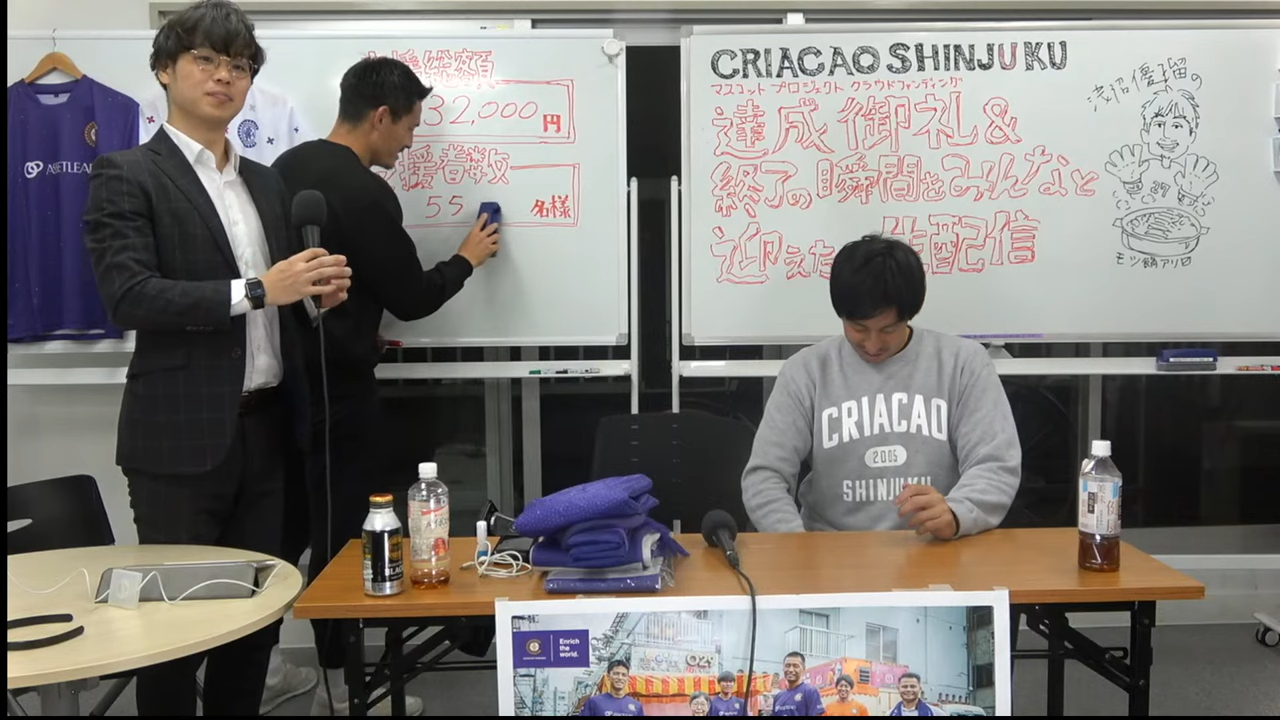 支援総額
32,000 円
援者数
55 名様
CRIACAO SHINJUKU
マスコット プロジェクト クラウドファンディング
達成御礼&
終了の瞬間をみんなと
迎えた 生配信
浅沼優瑠の
27
モツ鍋アリ
CRIACAO
2005
SHINJUKU
Enrich
the
world.